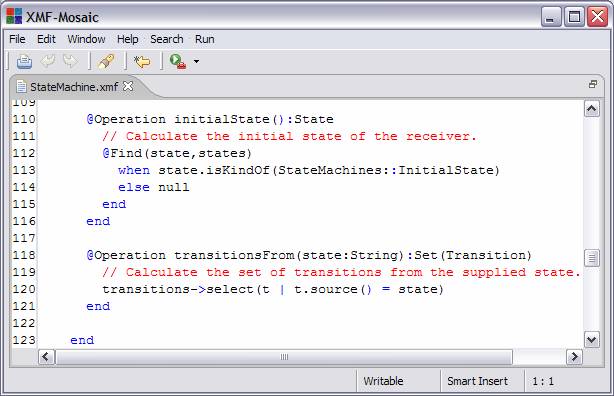 XMF-Mosaic
File Edit Window Help Search Run
StateMachine.xmf
109
110 @Operation initialState():State
111 // Calculate the initial state of the receiver.
112 @Find(state,states)
113 when state.isKindOf(StateMachines::InitialState)
114 else null
115 end
116 end
117
118 @Operation transitionsFrom(state:String):Set(Transition)
119 // Calculate the set of transitions from the supplied state.
120 transitions->select(t | t.source() = state)
121 end
122
123 end
Writable Smart Insert 1 : 1